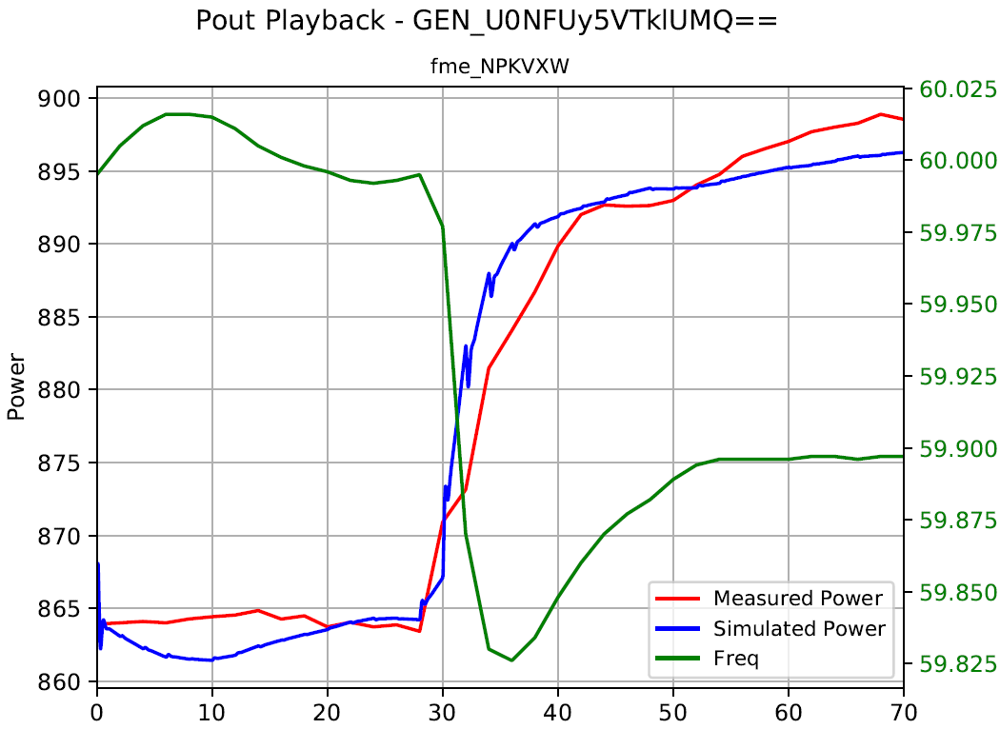 Pout Playback - GEN_U0NFUy5VTklUMQ==
fme_NPKVXW
900
895
890
885
880
875
870
865
860
Power
60.025
60.000
59.975
59.950
59.925
59.900
59.875
59.850
59.825
Measured Power
Simulated Power
Freq
0 10 20 30 40 50 60 70